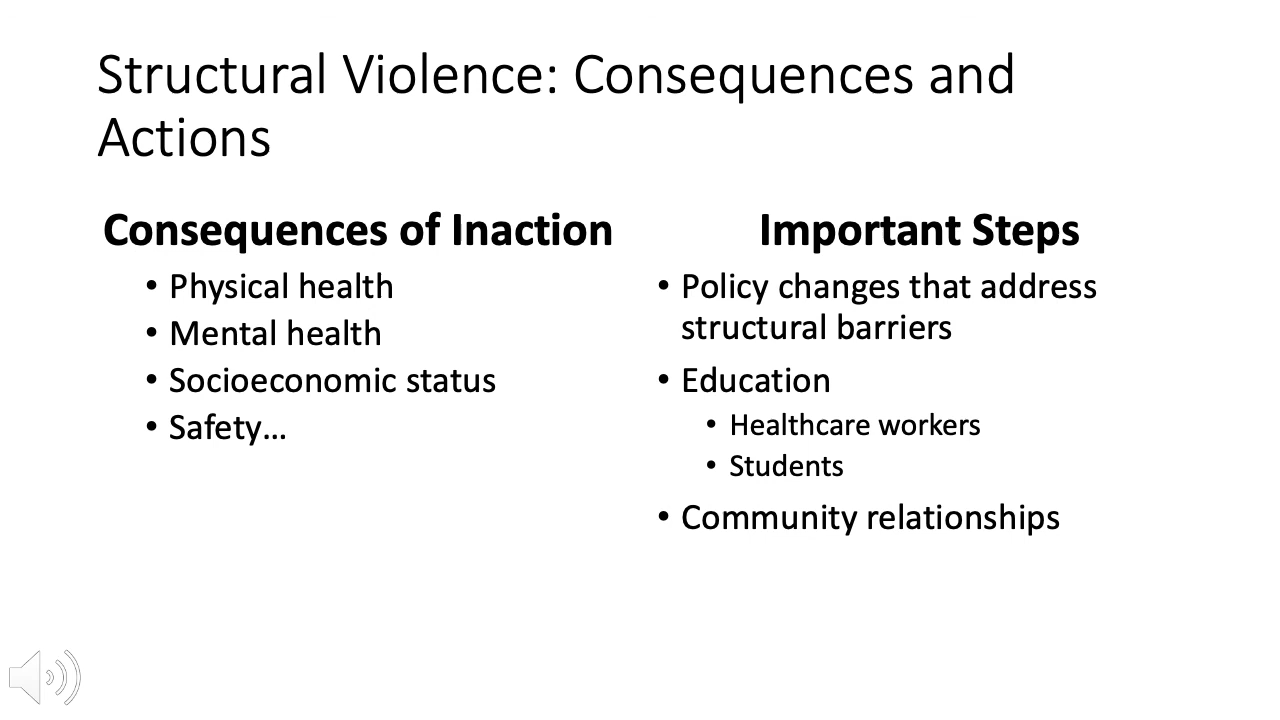 Structural Violence: Consequences and
Actions
Consequences of Inaction
• Physical health
• Mental health
• Socioeconomic status
• Safety…
Important Steps
• Policy changes that address
structural barriers
• Education
• Healthcare workers
• Students
• Community relationships